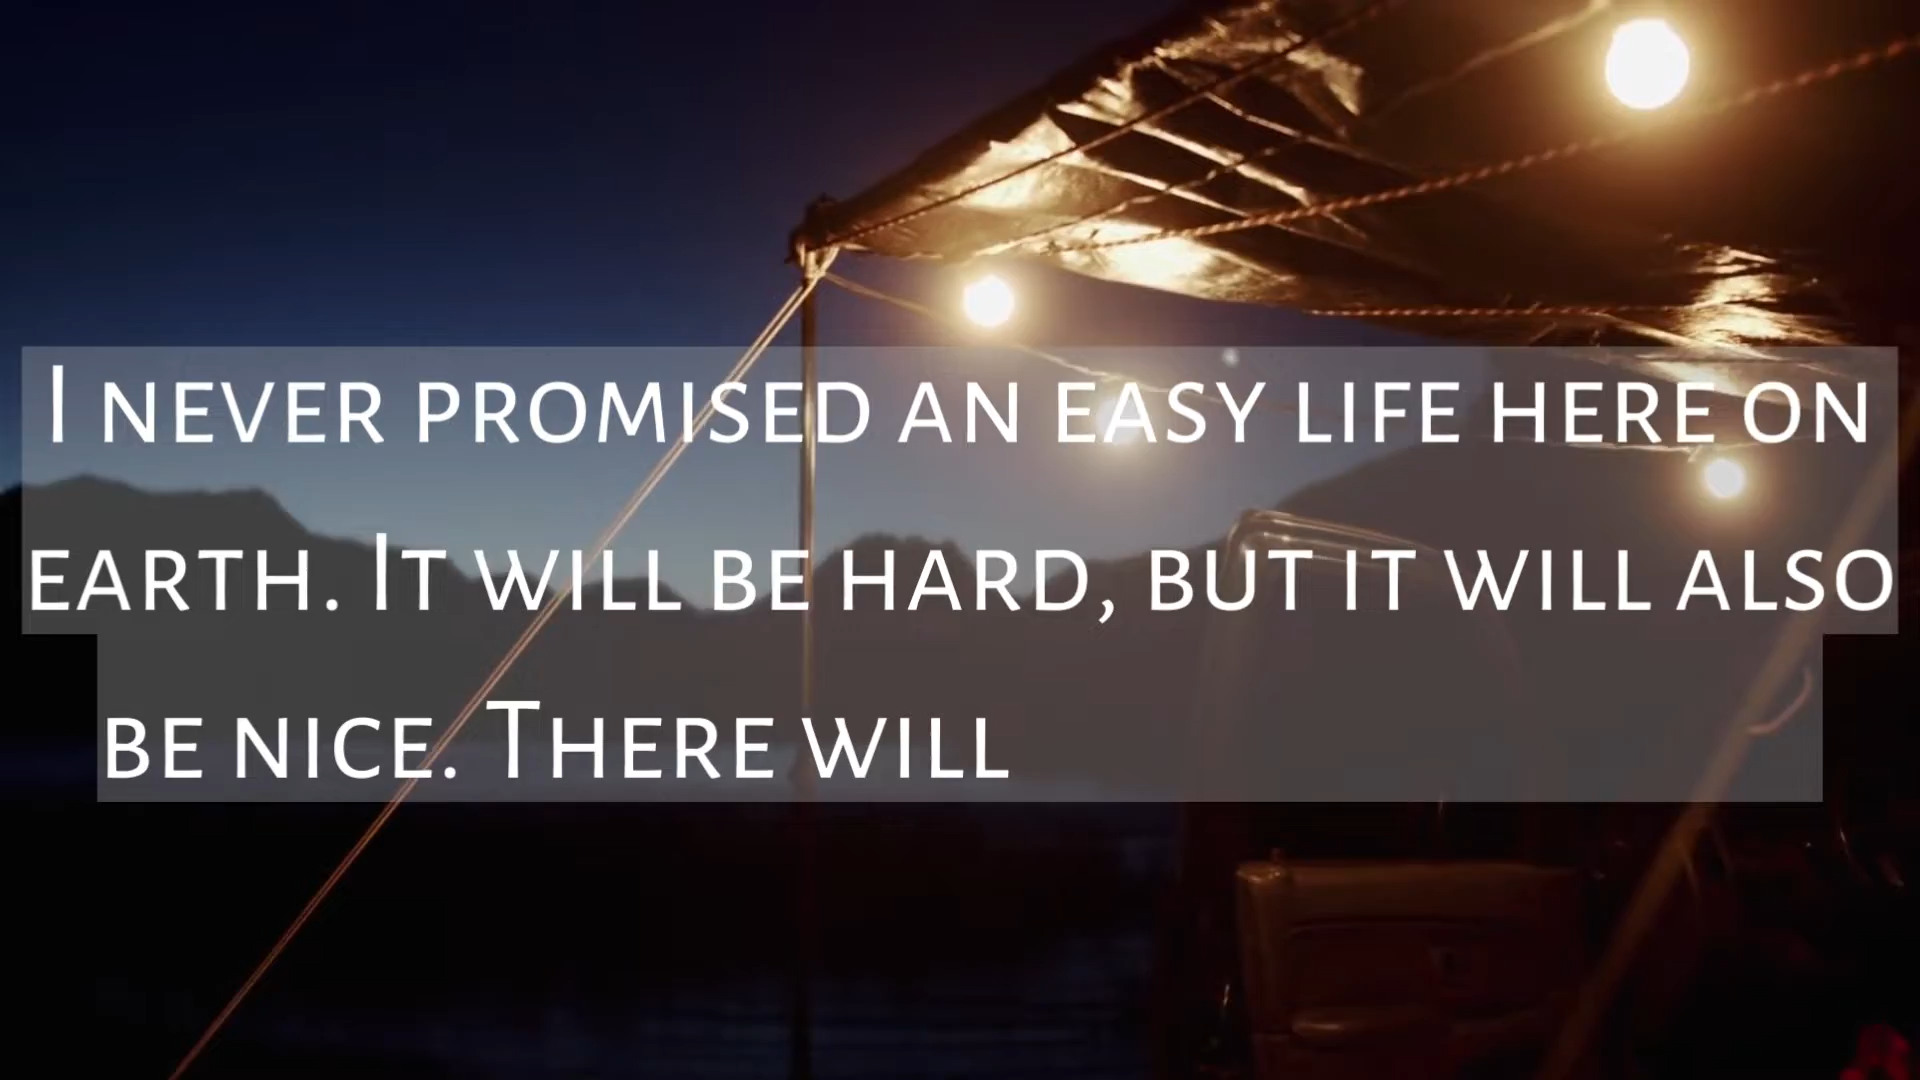 I never promised an easy life here on
earth. It will be hard, but it will also
be nice. There will